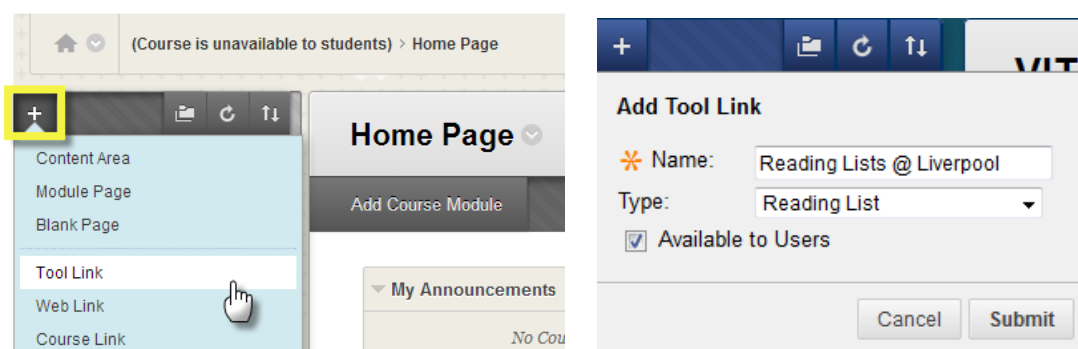 (Course is unavailable to students) > Home Page
+
Content Area
Module Page
Blank Page
Tool Link
Web Link
Course Link
Home Page
Add Course Module
My Announcements
No Cou
+
Add Tool Link
Name: Reading Lists @ Liverpool
Type: Reading List
Available to Users
Cancel Submit